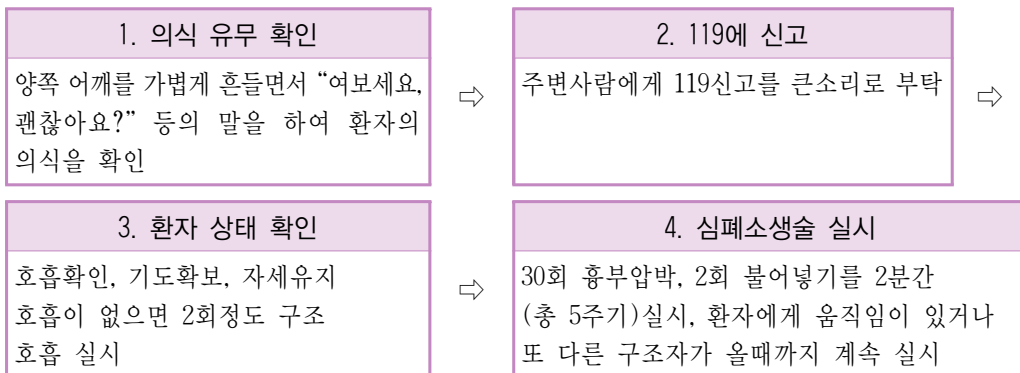 1. 의식 유무 확인
양쪽 어깨를 가볍게 흔들면서 “여보세요,
괜찮아요?” 등의 말을 하여 환자의
의식을 확인
⇨
2. 119에 신고
주변사람에게 119신고를 큰소리로 부탁
⇨
3. 환자 상태 확인
호흡확인, 기도확보, 자세유지
호흡이 없으면 2회정도 구조
호흡 실시
⇨
4. 심폐소생술 실시
30회 흉부압박, 2회 불어넣기를 2분간
(총 5주기)실시, 환자에게 움직임이 있거나
또 다른 구조자가 올때까지 계속 실시